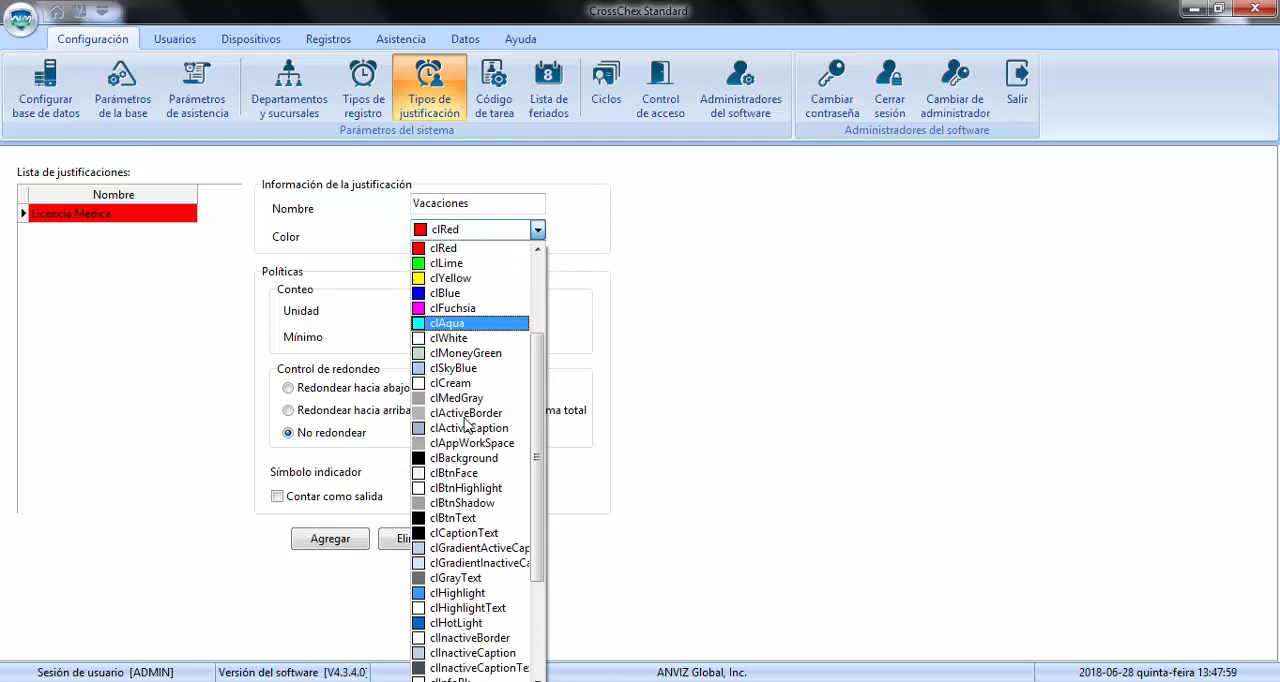 CrossChex Standard
Configuración Usuarios Dispositivos Registros Asistencia Datos Ayuda
Configurar base de datos
Parámetros de la base
Parámetros de asistencia
Departamentos y sucursales
Tipos de registro
Tipos de justificación
Código de tarea
Lista de feriados
Ciclos
Control de acceso
Administradores del software
Cambiar contraseña
Cerrar sesión
Cambiar de administrador
Salir
Parámetros del sistema
Administradores del software
Lista de justificaciones:
Nombre
Licencia Medica
Información de la justificación
Nombre Vacaciones
Color clRed
clRed
clLime
clYellow
clBlue
clFuchsia
clAqua
clWhite
clMoneyGreen
clSkyBlue
clCream
clMedGray
clActiveBorder
clActiveCaption
clAppWorkSpace
clBackground
clBtnFace
clBtnHighlight
clBtnShadow
clBtnText
clCaptionText
clGradientActiveCap
clGradientInactiveCa
clGrayText
clHighlight
clHighlightText
clHotLight
clInactiveBorder
clInactiveCaption
clInactiveCaptionTe
Políticas
Conteo
Unidad
Mínimo
Control de redondeo
Redondear hacia abajo
Redondear hacia arriba
ma total
No redondear
Símbolo indicador
Contar como salida
Agregar Eli
Sesión de usuario [ADMIN] Versión del software [V4.3.4.0] ANVIZ Global, Inc. 2018-06-28 quinta-feira 13:47:59